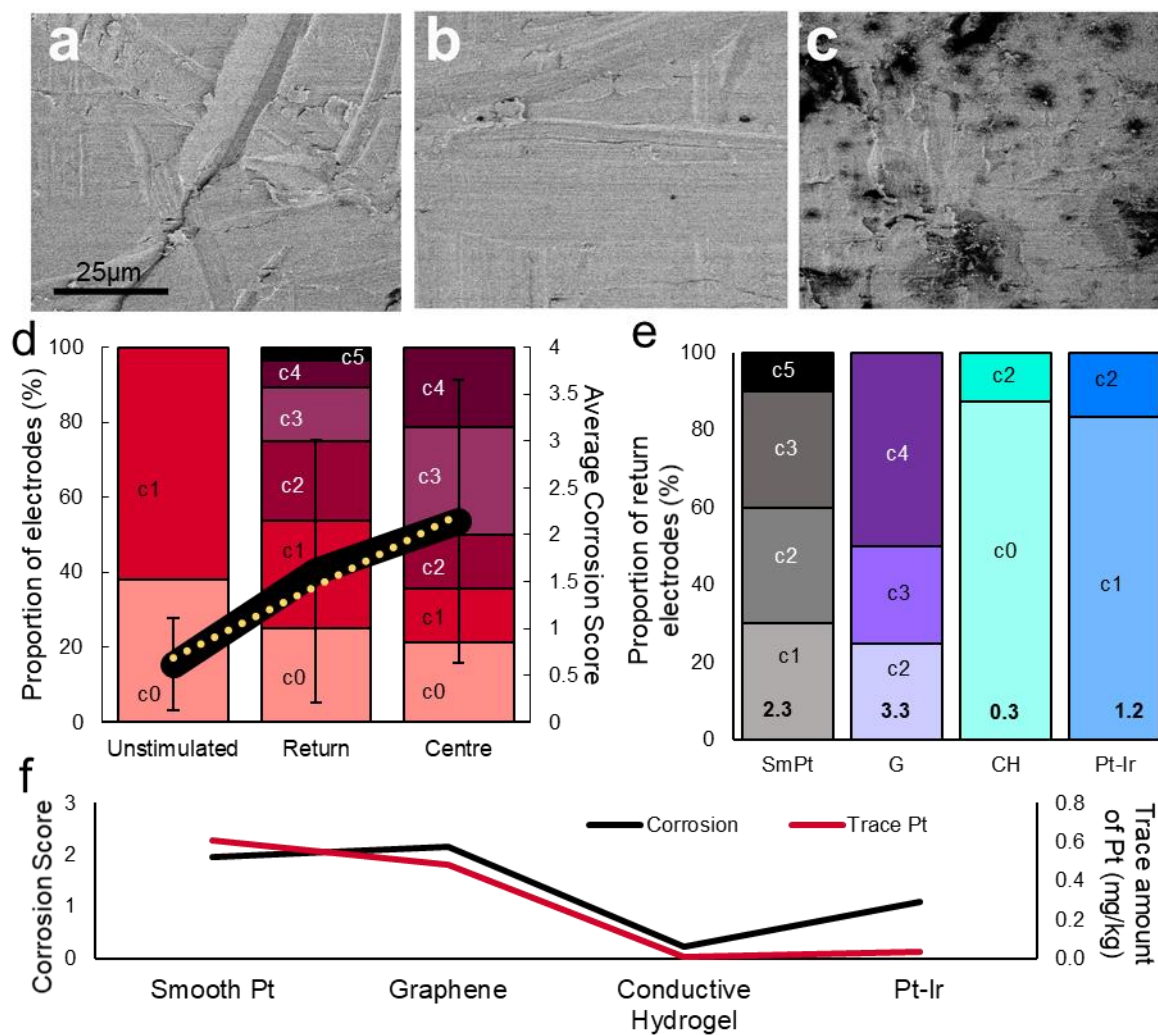 a
b
c
25µm
d
Proportion of electrodes (%)
100
80
60
40
20
0
c1
c0
c5
c4
c3
c2
c1
c0
c4
c3
c2
c1
c0
4
3.5
3
2.5
2
1.5
1
0.5
0
Average Corrosion Score
Unstimulated
Return
Centre
e
Proportion of return
electrodes (%)
100
80
60
40
20
0
c5
c3
c2
c1
2.3
c4
c3
c2
3.3
c2
c0
0.3
c2
c1
1.2
SmPt
G
CH
Pt-Ir
f
Corrosion Score
3
2
1
0
Corrosion
Trace Pt
0.8
0.6
0.4
0.2
0.0
Trace amount
of Pt (mg/kg)
Smooth Pt
Graphene
Conductive
Hydrogel
Pt-Ir